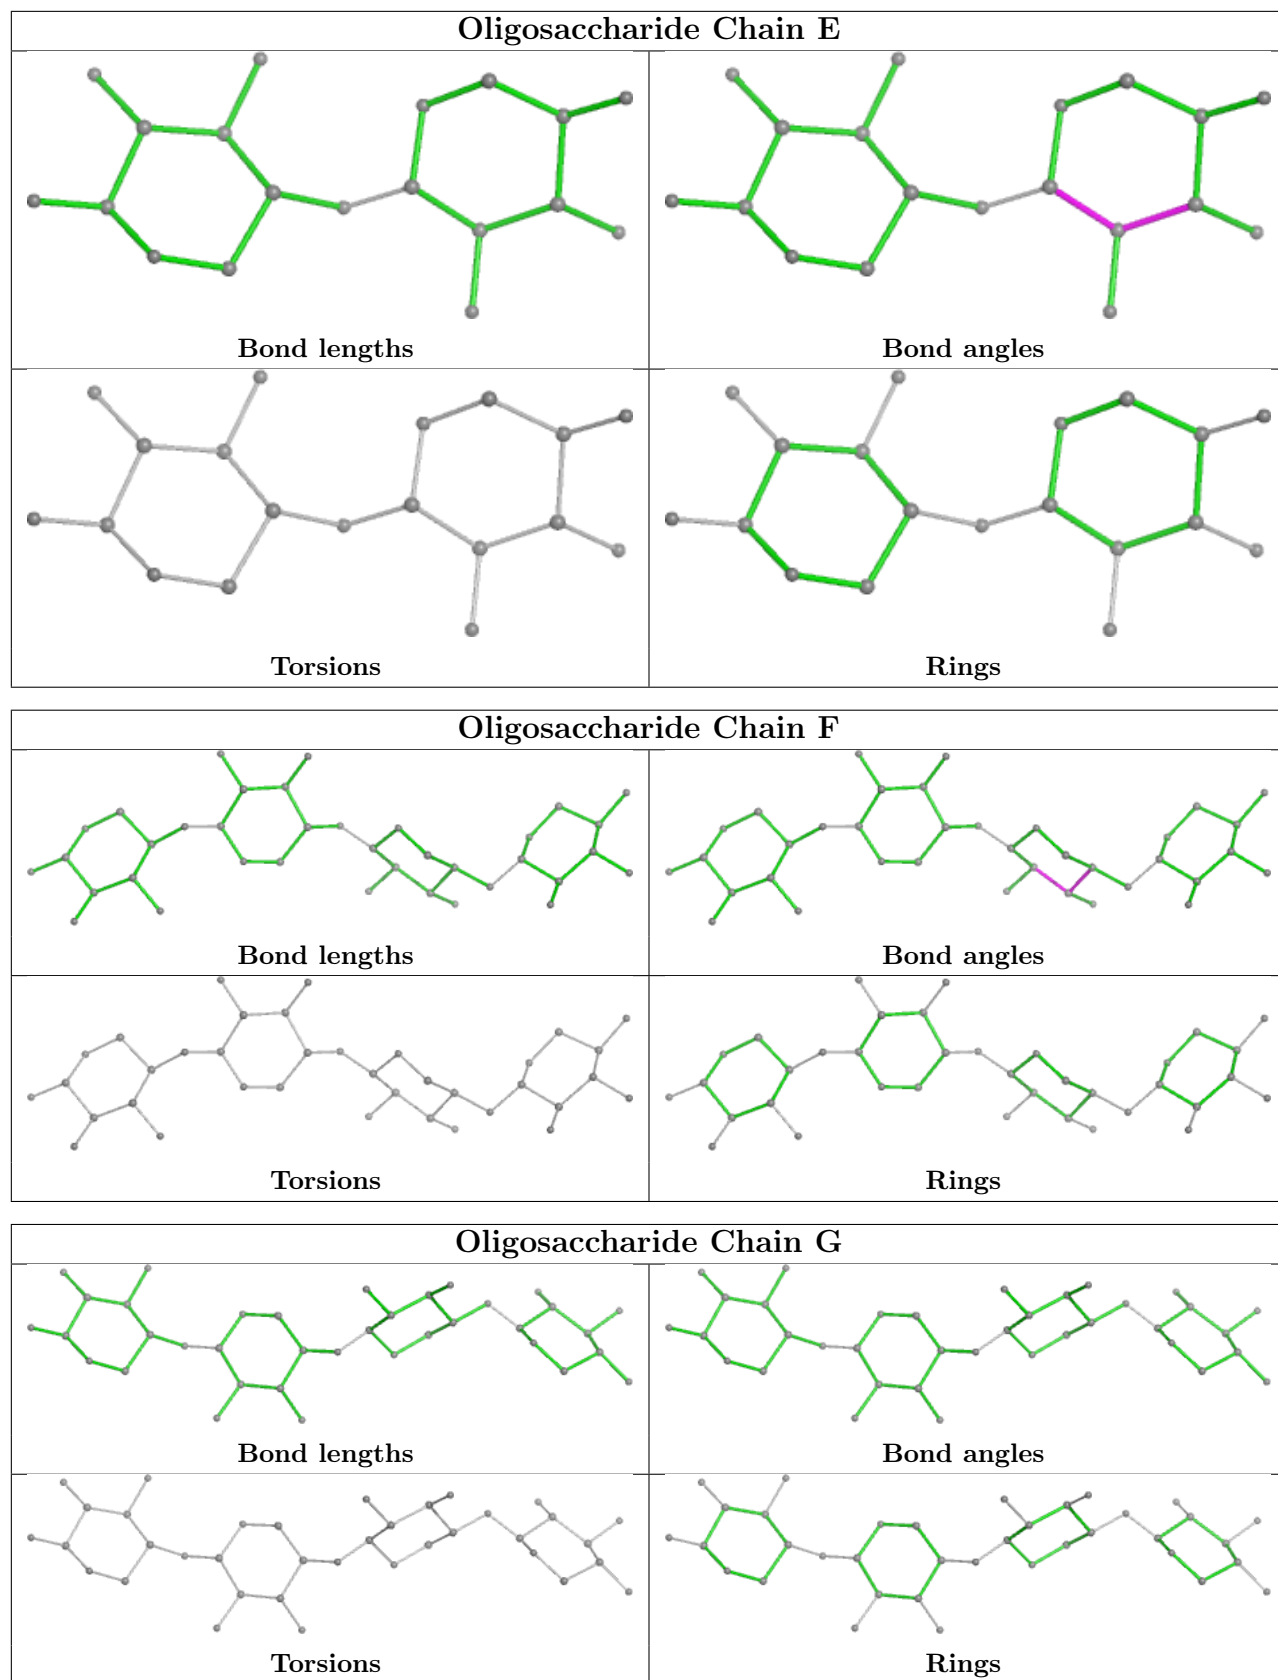 Oligosaccharide Chain E
Bond lengths
Bond angles
Torsions
Rings
Oligosaccharide Chain F
Bond lengths
Bond angles
Torsions
Rings
Oligosaccharide Chain G
Bond lengths
Bond angles
Torsions
Rings